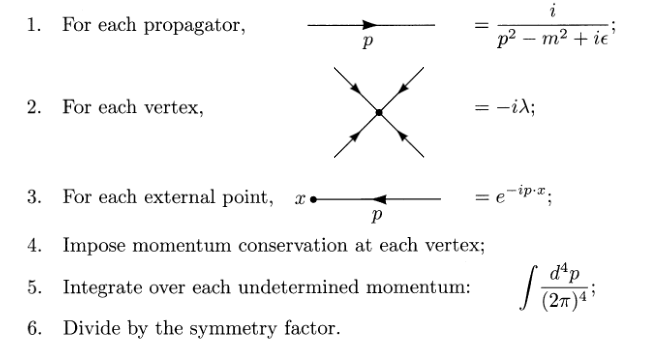 1. For each propagator, p = i / (p² − m² + iϵ);
2. For each vertex, = −iλ;
3. For each external point, x p = e^{−ip·x};
4. Impose momentum conservation at each vertex;
5. Integrate over each undetermined momentum: ∫ d⁴p / (2π)⁴;
6. Divide by the symmetry factor.